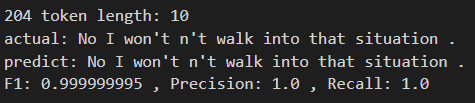 204 token length: 10
actual: No I won't n't walk into that situation .
predict: No I won't n't walk into that situation .
F1: 0.999999995 , Precision: 1.0 , Recall: 1.0